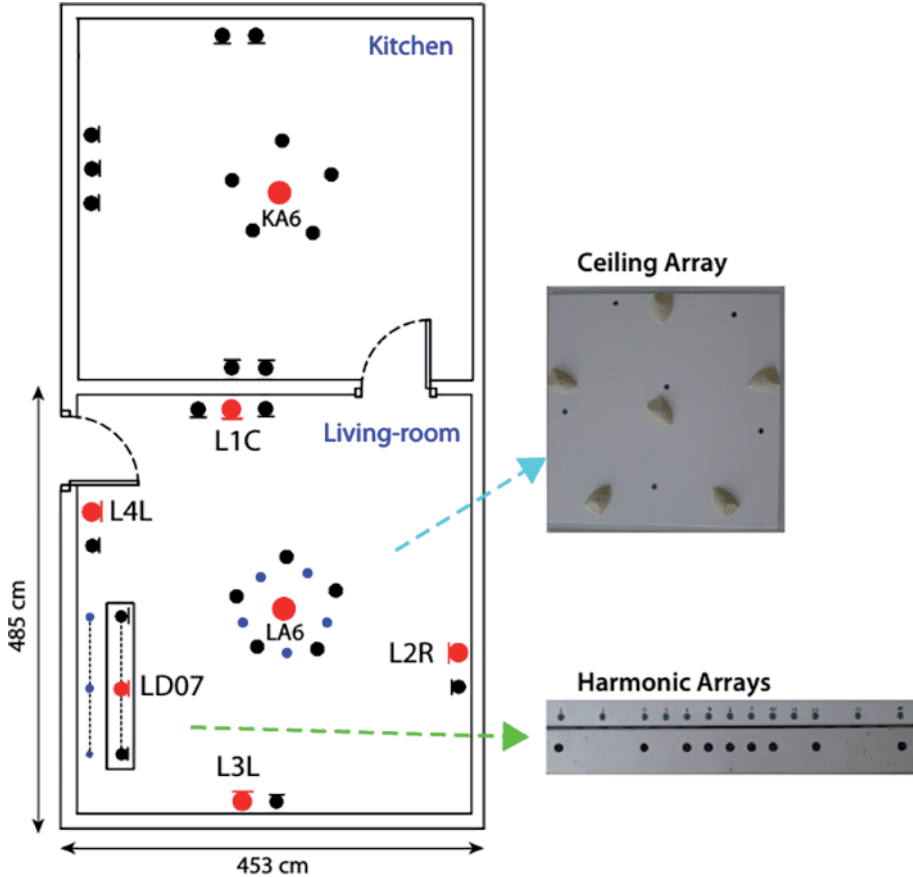 Kitchen
KA6
Ceiling Array
L1C
Living-room
L4L
LA6
L2R
LD07
Harmonic Arrays
L3L
485 cm
453 cm